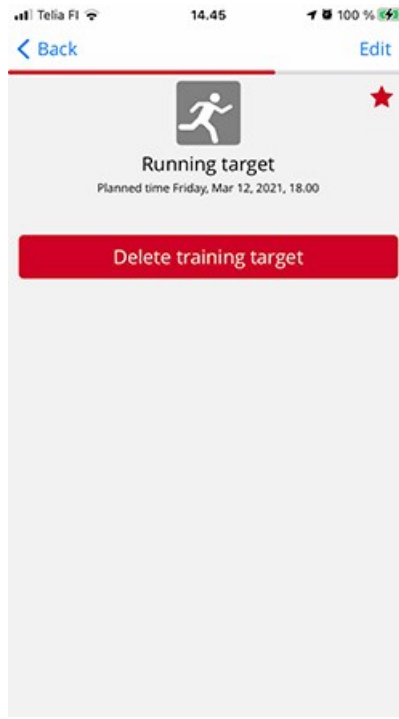 Telia FI 14.45 100 %
Back Edit
Running target
Planned time Friday, Mar 12, 2021, 18.00
Delete training target